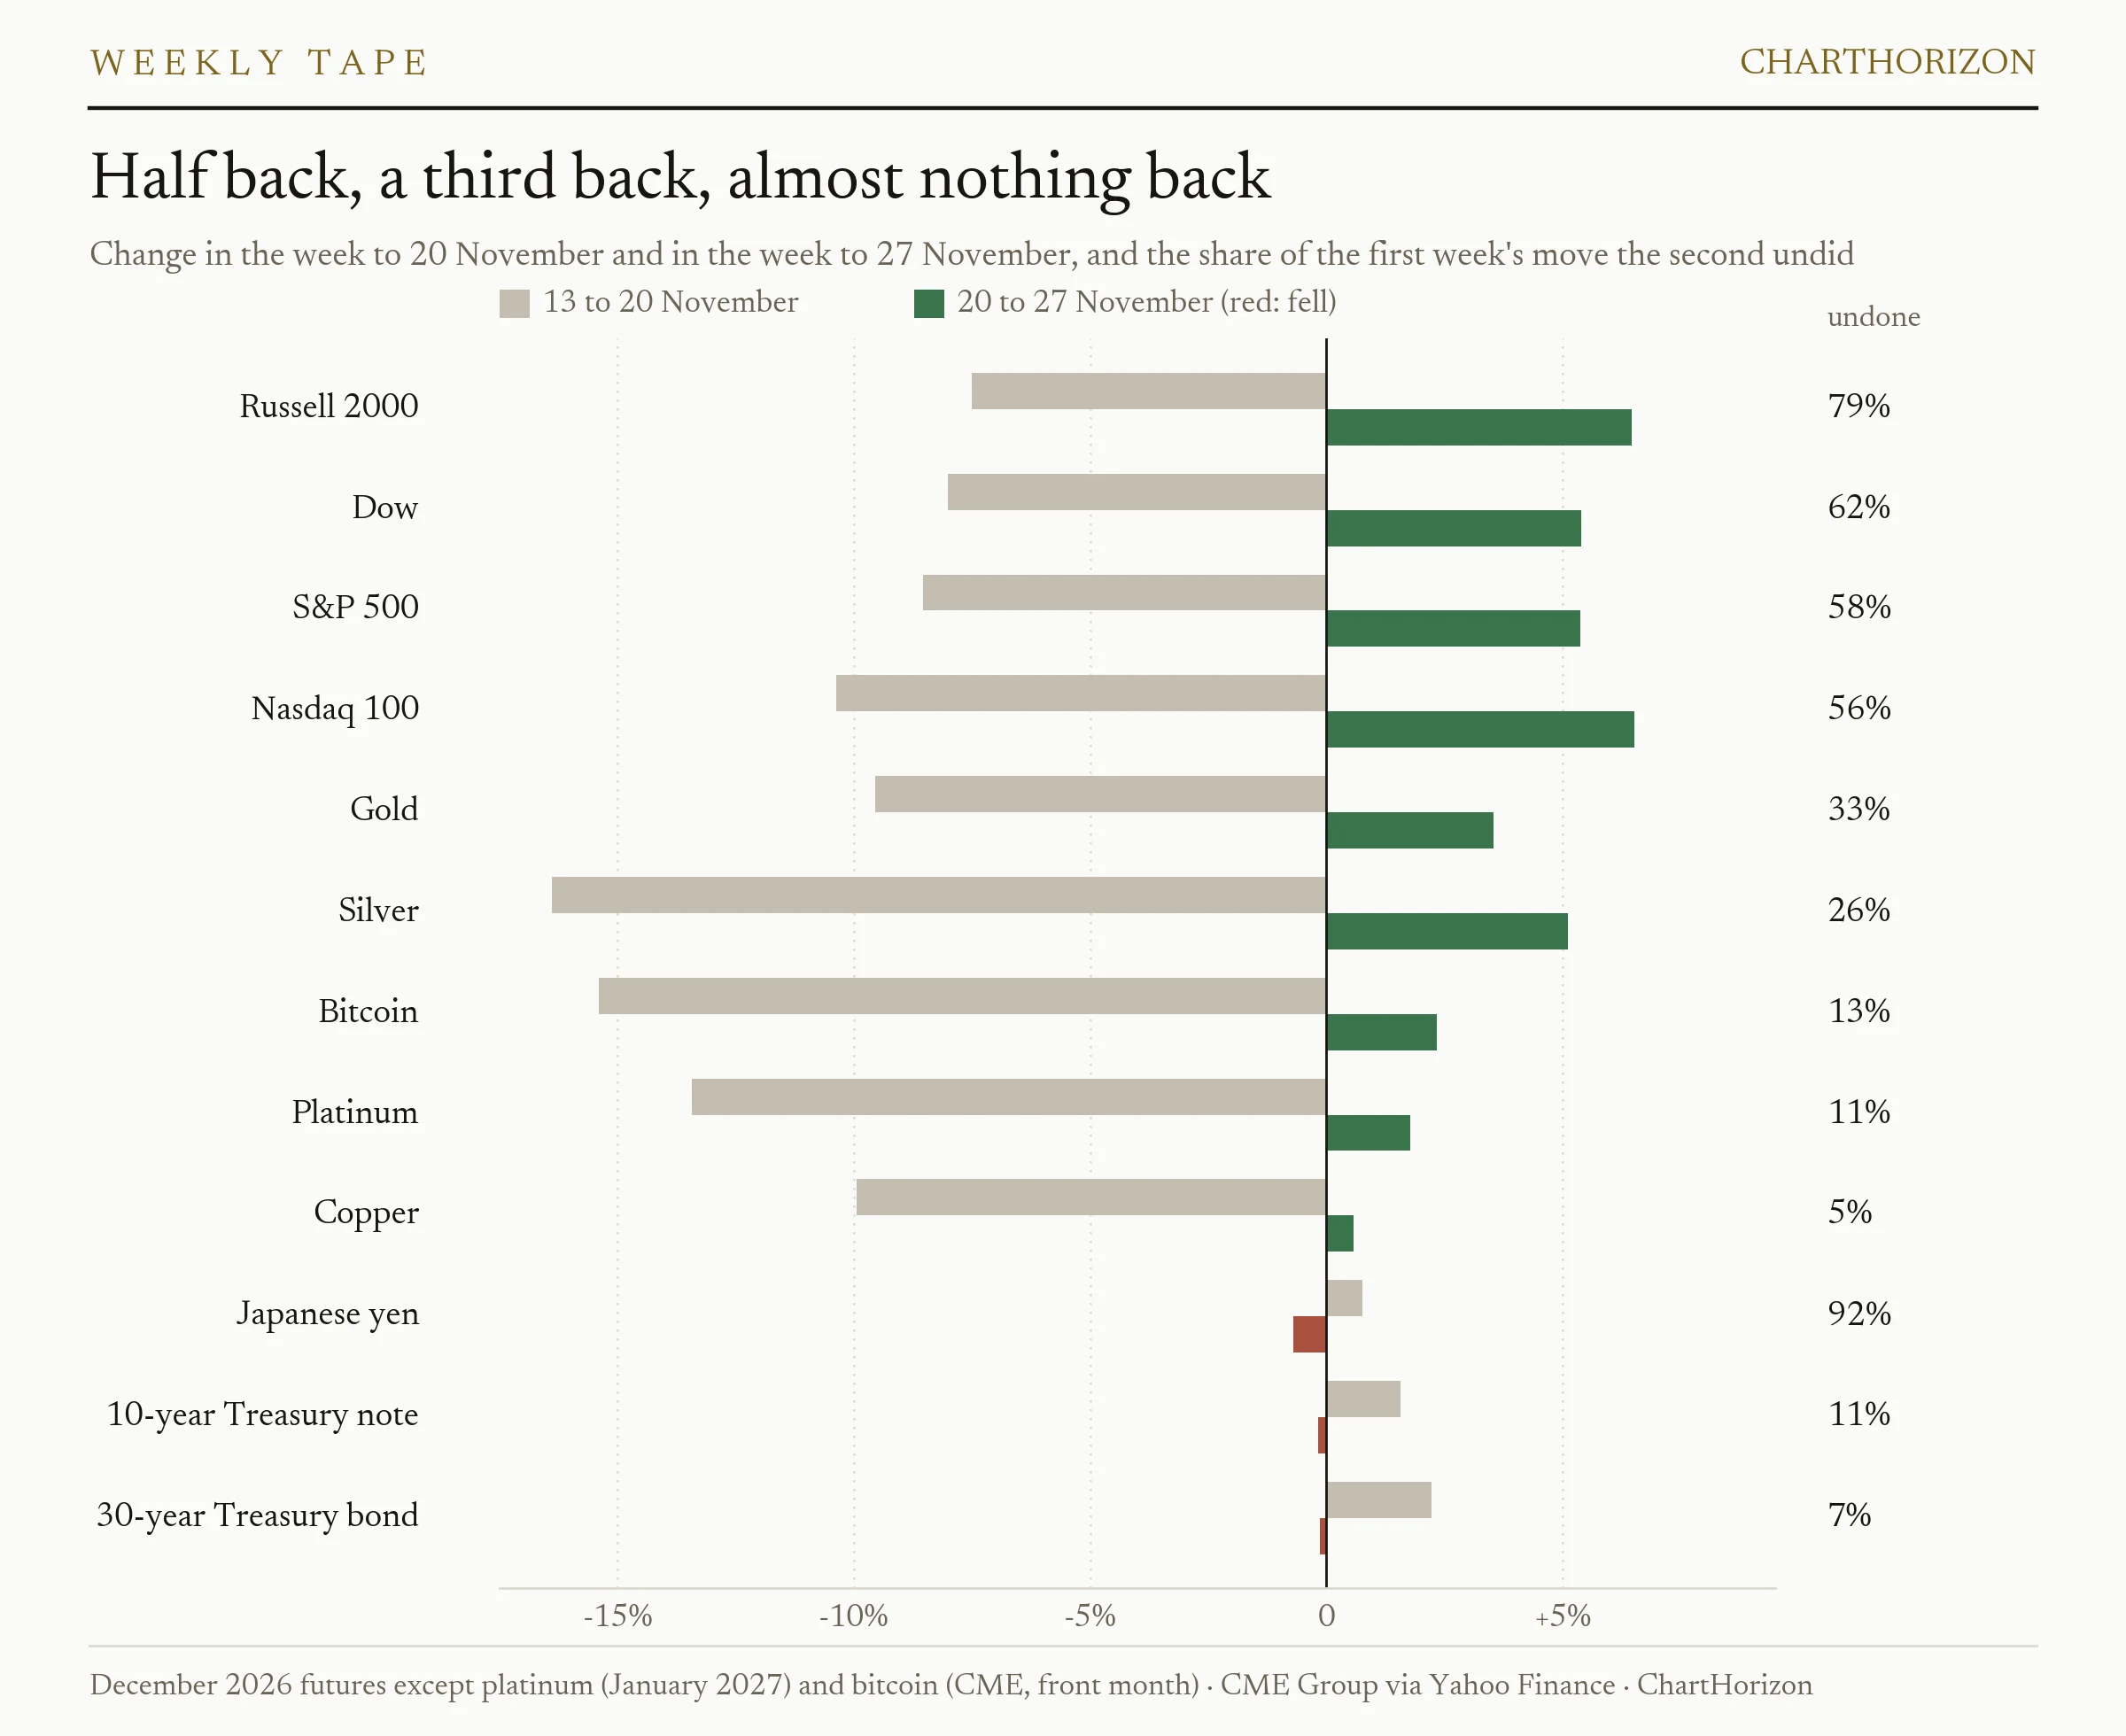 WEEKLY TAPE
CHARTHORIZON
Half back, a third back, almost nothing back
Change in the week to 20 November and in the week to 27 November, and the share of the first week's move the second undid
13 to 20 November
20 to 27 November (red: fell)
undone
Russell 2000
79%
Dow
62%
S&P 500
58%
Nasdaq 100
56%
Gold
33%
Silver
26%
Bitcoin
13%
Platinum
11%
Copper
5%
Japanese yen
92%
10-year Treasury note
11%
30-year Treasury bond
7%
-15%
-10%
-5%
0
+5%
December 2026 futures except platinum (January 2027) and bitcoin (CME, front month) · CME Group via Yahoo Finance · ChartHorizon